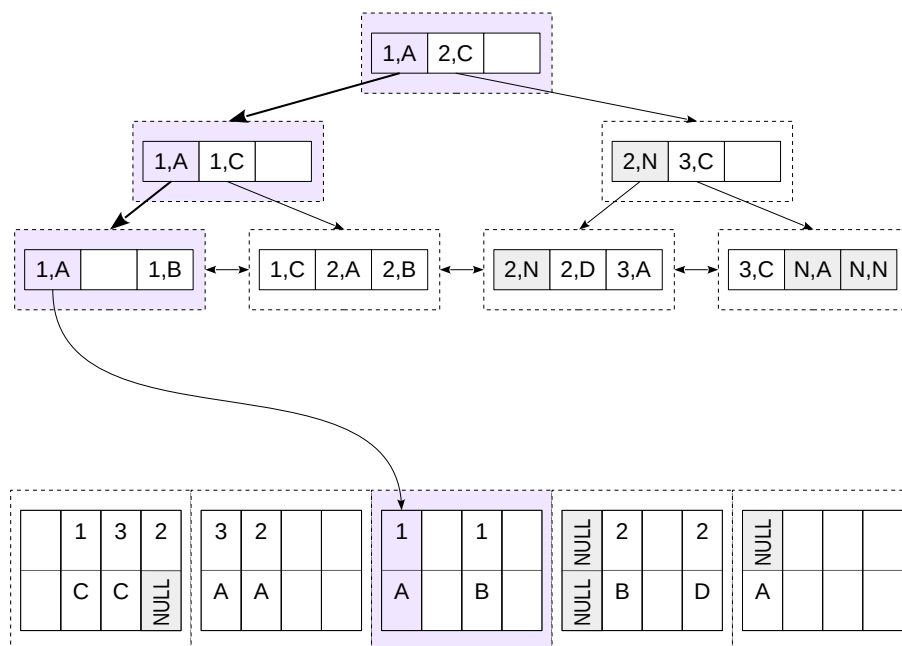 1,A 2,C
1,A 1,C 2,N 3,C
1,A 1,B 1,C 2,A 2,B 2,N 2,D 3,A 3,C N,A N,N
1 3 2 3 2 1 1 NULL 2 2 NULL
C C NULL A A A B NULL B D A